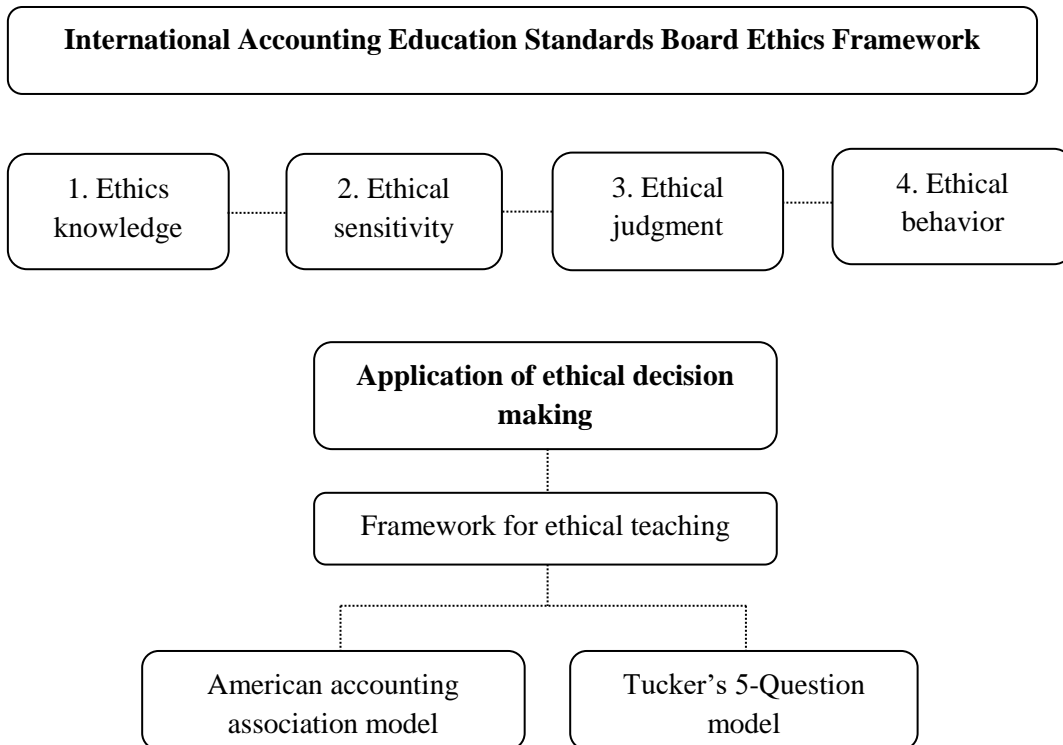 International Accounting Education Standards Board Ethics Framework
1. Ethics
knowledge
2. Ethical
sensitivity
3. Ethical
judgment
4. Ethical
behavior
Application of ethical decision
making
Framework for ethical teaching
American accounting
association model
Tucker’s 5-Question
model